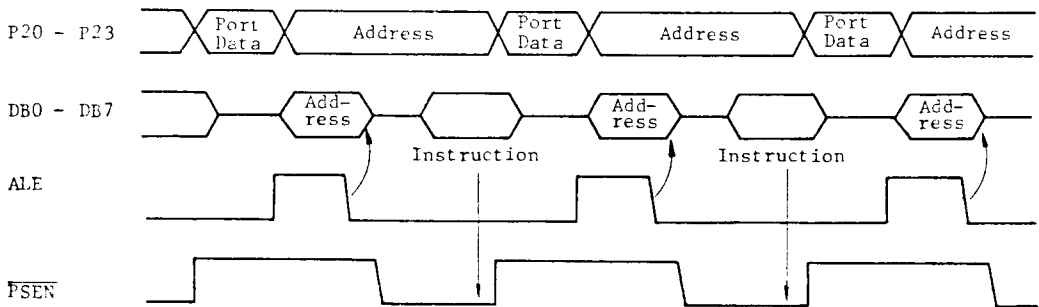 P20 - P23
Port Data
Address
Port Data
Address
Port Data
Address
DB0 - DB7
Add-ress
Add-ress
Add-ress
Instruction
Instruction
ALE
PSEN